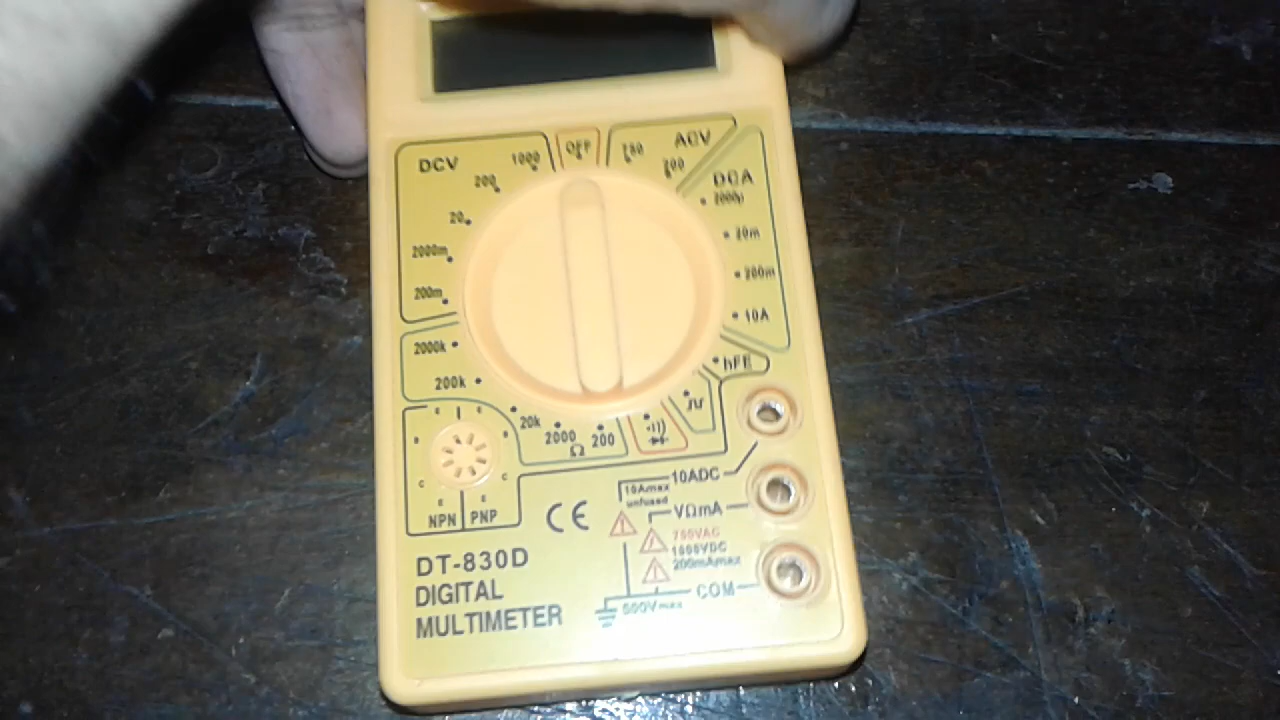 DCV
1000
OFF
750
ACV
200
200
DCA
2000µ
20
20m
2000m
200m
200m
10A
2000k
hFE
200k
20k
2000
200
Ω
E
E
B
B
C
C
E
E
NPN
PNP
CE
10ADC
10Amax
unfused
VΩmA
750VAC
1000VDC
200mAmax
COM
500Vmax
DT-830D
DIGITAL
MULTIMETER